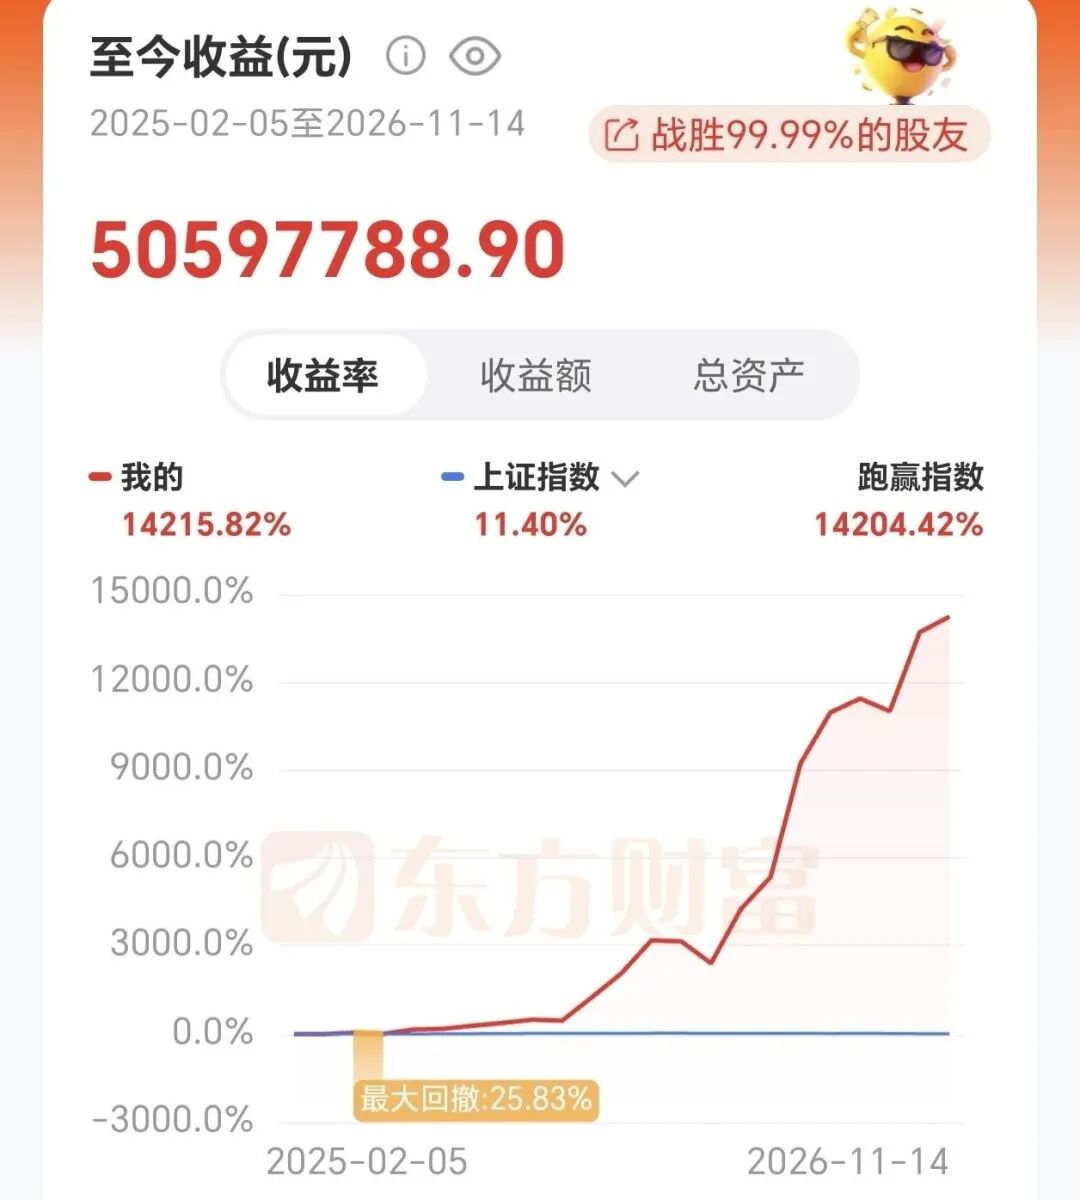 至今收益(元)
2025-02-05至2026-11-14
战胜99.99%的股友
50597788.90
收益率 收益额 总资产
我的 上证指数 跑赢指数
14215.82% 11.40% 14204.42%
15000.0%
12000.0%
9000.0%
6000.0%
东方财富
3000.0%
0.0%
最大回撤:25.83%
-3000.0%
2025-02-05 2026-11-14